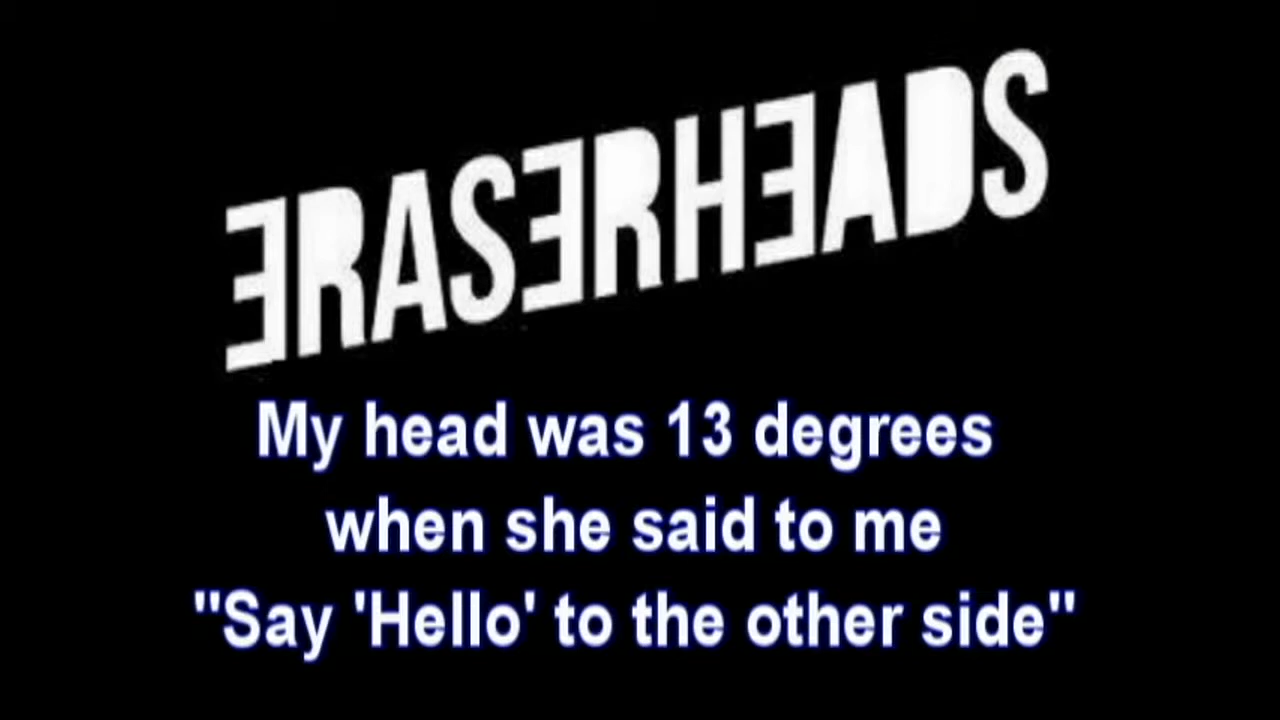 ERASERHEADS
My head was 13 degrees
when she said to me
"Say 'Hello' to the other side"